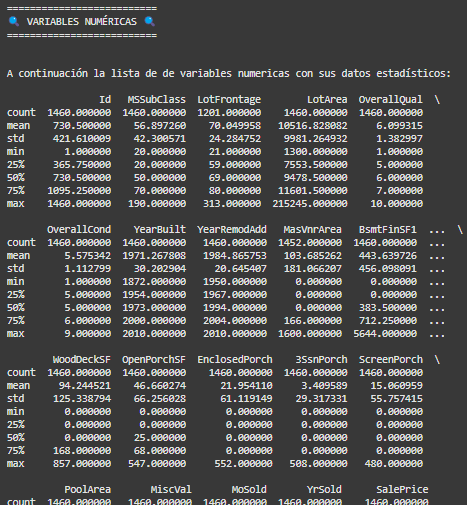 ===========================
🔍 VARIABLES NUMÉRICAS 🔍
===========================
A continuación la lista de de variables numericas con sus datos estadísticos:
Id MSSubClass LotFrontage LotArea OverallQual \
count 1460.000000 1460.000000 1201.000000 1460.000000 1460.000000
mean 730.500000 56.897260 70.049958 10516.828082 6.099315
std 421.610009 42.300571 24.284752 9981.264932 1.382997
min 1.000000 20.000000 21.000000 1300.000000 1.000000
25% 365.750000 20.000000 59.000000 7553.500000 5.000000
50% 730.500000 50.000000 69.000000 9478.500000 6.000000
75% 1095.250000 70.000000 80.000000 11601.500000 7.000000
max 1460.000000 190.000000 313.000000 215245.000000 10.000000
OverallCond YearBuilt YearRemodAdd MasVnrArea BsmtFinSF1 ... \
count 1460.000000 1460.000000 1460.000000 1452.000000 1460.000000 ...
mean 5.575342 1971.267808 1984.865753 103.685262 443.639726 ...
std 1.112799 30.202904 20.645407 181.066207 456.098091 ...
min 1.000000 1872.000000 1950.000000 0.000000 0.000000 ...
25% 5.000000 1954.000000 1967.000000 0.000000 0.000000 ...
50% 5.000000 1973.000000 1994.000000 0.000000 383.500000 ...
75% 6.000000 2000.000000 2004.000000 166.000000 712.250000 ...
max 9.000000 2010.000000 2010.000000 1600.000000 5644.000000 ...
WoodDeckSF OpenPorchSF EnclosedPorch 3SsnPorch ScreenPorch \
count 1460.000000 1460.000000 1460.000000 1460.000000 1460.000000
mean 94.244521 46.660274 21.954110 3.409589 15.060959
std 125.338794 66.256028 61.119149 29.317331 55.757415
min 0.000000 0.000000 0.000000 0.000000 0.000000
25% 0.000000 0.000000 0.000000 0.000000 0.000000
50% 0.000000 25.000000 0.000000 0.000000 0.000000
75% 168.000000 68.000000 0.000000 0.000000 0.000000
max 857.000000 547.000000 552.000000 508.000000 480.000000
PoolArea MiscVal MoSold YrSold SalePrice
count 1460.000000 1460.000000 1460.000000 1460.000000 1460.000000